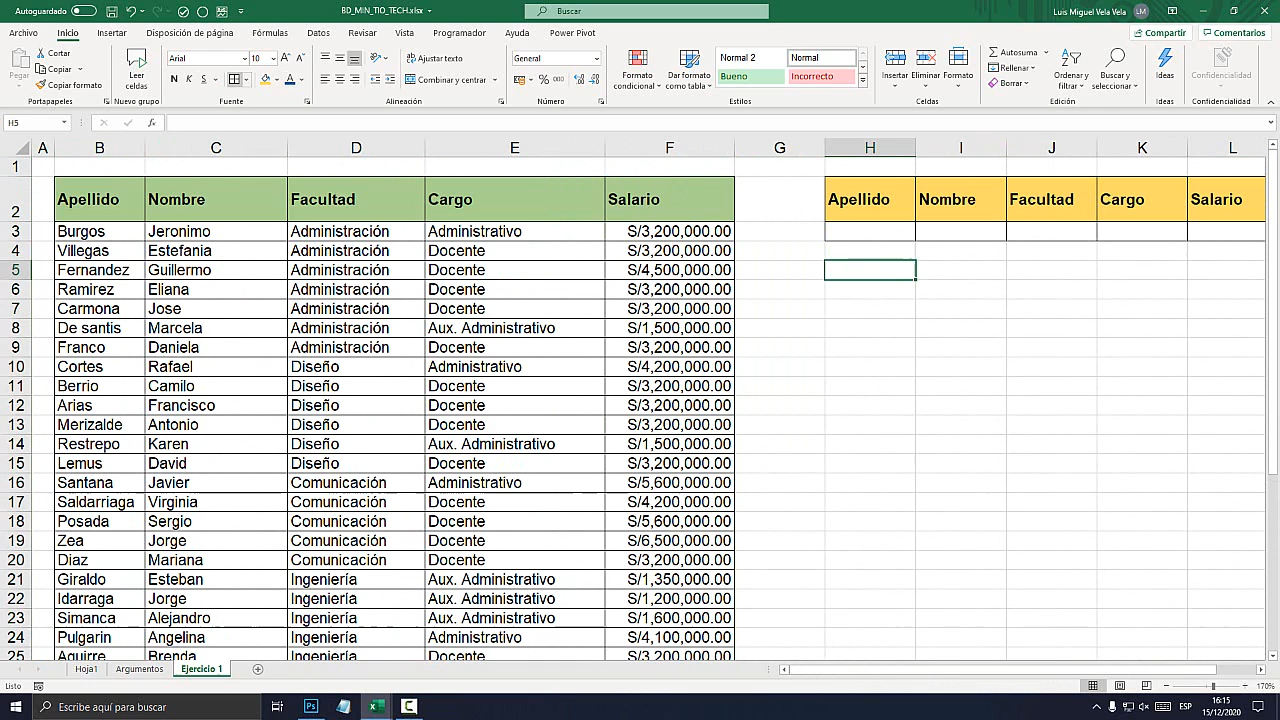 Autoguardado
BD_MIN_TIO_TECH.xlsx
Buscar
Luis Miguel Vela Vela
LM
Archivo Inicio Insertar Disposición de página Fórmulas Datos Revisar Vista Programador Ayuda Power Pivot
Compartir Comentarios
Pegar
Cortar
Copiar
Copiar formato
Portapapeles
Leer celdas
Nuevo grupo
Arial 10
N K S
Fuente
Ajustar texto
Combinar y centrar
Alineación
General
% 000
Número
Formato condicional
Dar formato como tabla
Normal 2 Normal
Bueno Incorrecto
Estilos
Insertar Eliminar Formato
Celdas
Autosuma
Rellenar
Borrar
Ordenar y filtrar
Buscar y seleccionar
Edición
Ideas
Ideas
Confidencialidad
Confidencialidad
H5
fx
A B C D E F G H I J K L
1
2 Apellido Nombre Facultad Cargo Salario Apellido Nombre Facultad Cargo Salario
3 Burgos Jeronimo Administración Administrativo S/3,200,000.00
4 Villegas Estefania Administración Docente S/3,200,000.00
5 Fernandez Guillermo Administración Docente S/4,500,000.00
6 Ramirez Eliana Administración Docente S/3,200,000.00
7 Carmona Jose Administración Docente S/3,200,000.00
8 De santis Marcela Administración Aux. Administrativo S/1,500,000.00
9 Franco Daniela Administración Docente S/3,200,000.00
10 Cortes Rafael Diseño Administrativo S/4,200,000.00
11 Berrio Camilo Diseño Docente S/3,200,000.00
12 Arias Francisco Diseño Docente S/3,200,000.00
13 Merizalde Antonio Diseño Docente S/3,200,000.00
14 Restrepo Karen Diseño Aux. Administrativo S/1,500,000.00
15 Lemus David Diseño Docente S/3,200,000.00
16 Santana Javier Comunicación Administrativo S/5,600,000.00
17 Saldarriaga Virginia Comunicación Docente S/4,200,000.00
18 Posada Sergio Comunicación Docente S/5,600,000.00
19 Zea Jorge Comunicación Docente S/6,500,000.00
20 Diaz Mariana Comunicación Docente S/3,200,000.00
21 Giraldo Esteban Ingeniería Aux. Administrativo S/1,350,000.00
22 Idarraga Jorge Ingeniería Aux. Administrativo S/1,200,000.00
23 Simanca Alejandro Ingeniería Aux. Administrativo S/1,600,000.00
24 Pulgarin Angelina Ingeniería Administrativo S/4,100,000.00
25 Aguirre Brenda Ingeniería Docente S/3,200,000.00
Hoja1 Argumentos Ejercicio 1
Listo
170%
Escribe aquí para buscar
Ps
ESP
16:15
15/12/2020